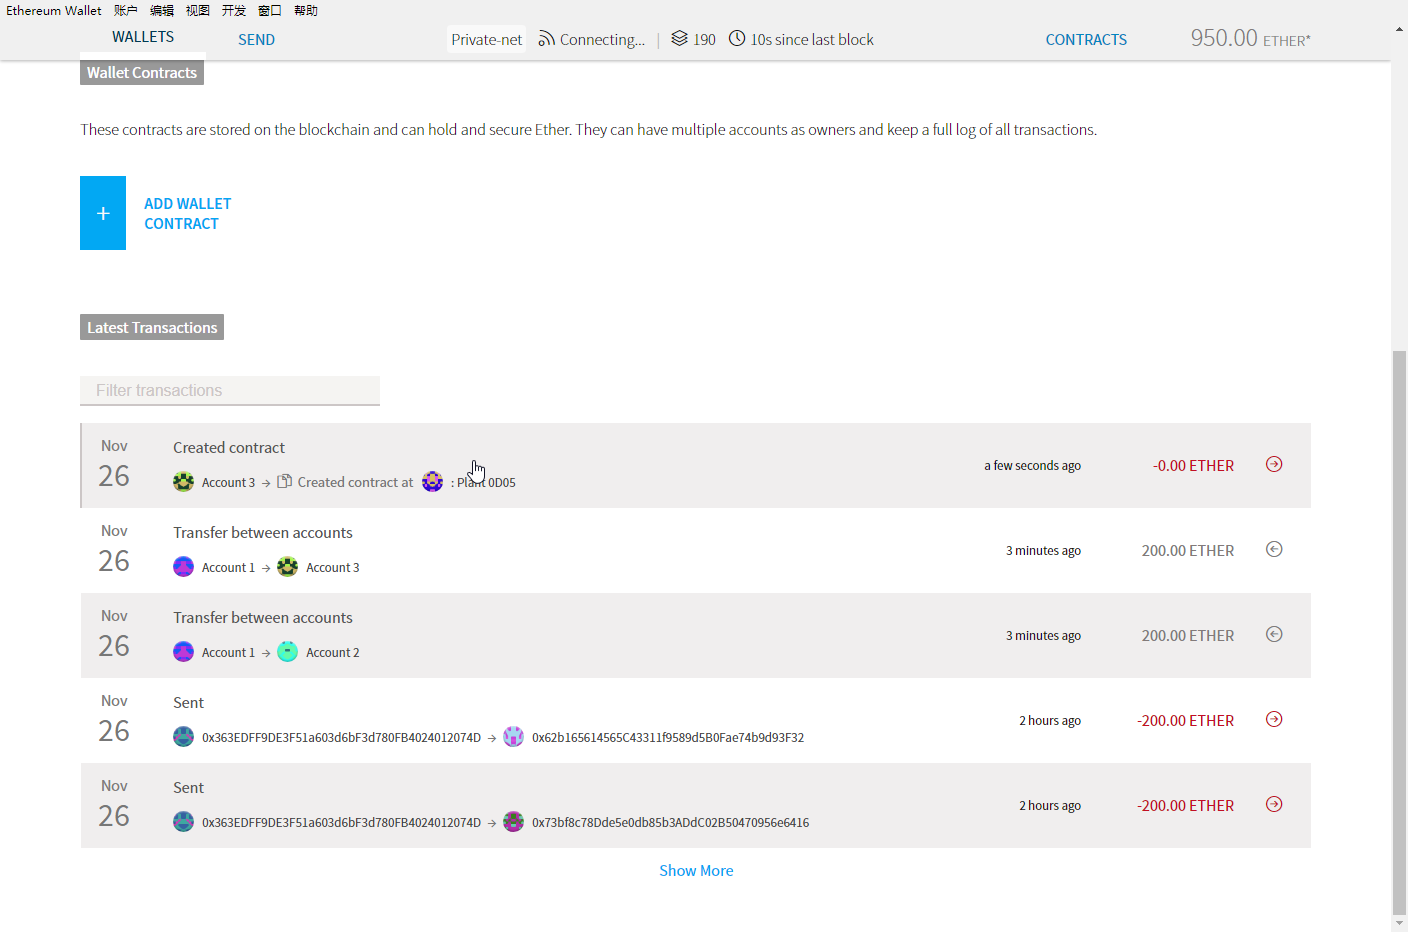 Ethereum Wallet 账户 编辑 视图 开发 窗口 帮助
WALLETS SEND Private-net Connecting... | 190 10s since last block CONTRACTS 950.00 ETHER*
Wallet Contracts
These contracts are stored on the blockchain and can hold and secure Ether. They can have multiple accounts as owners and keep a full log of all transactions.
+ ADD WALLET
CONTRACT
Latest Transactions
Filter transactions
Nov
26
Created contract
Account 3 → Created contract at : Plant 0D05
a few seconds ago
-0.00 ETHER
Nov
26
Transfer between accounts
Account 1 → Account 3
3 minutes ago
200.00 ETHER
Nov
26
Transfer between accounts
Account 1 → Account 2
3 minutes ago
200.00 ETHER
Nov
26
Sent
0x363EDFF9DE3F51a603d6bF3d780FB4024012074D → 0x62b165614565C43311f9589d5B0Fae74b9d93F32
2 hours ago
-200.00 ETHER
Nov
26
Sent
0x363EDFF9DE3F51a603d6bF3d780FB4024012074D → 0x73bf8c78Dde5e0db85b3ADdC02B50470956e6416
2 hours ago
-200.00 ETHER
Show More